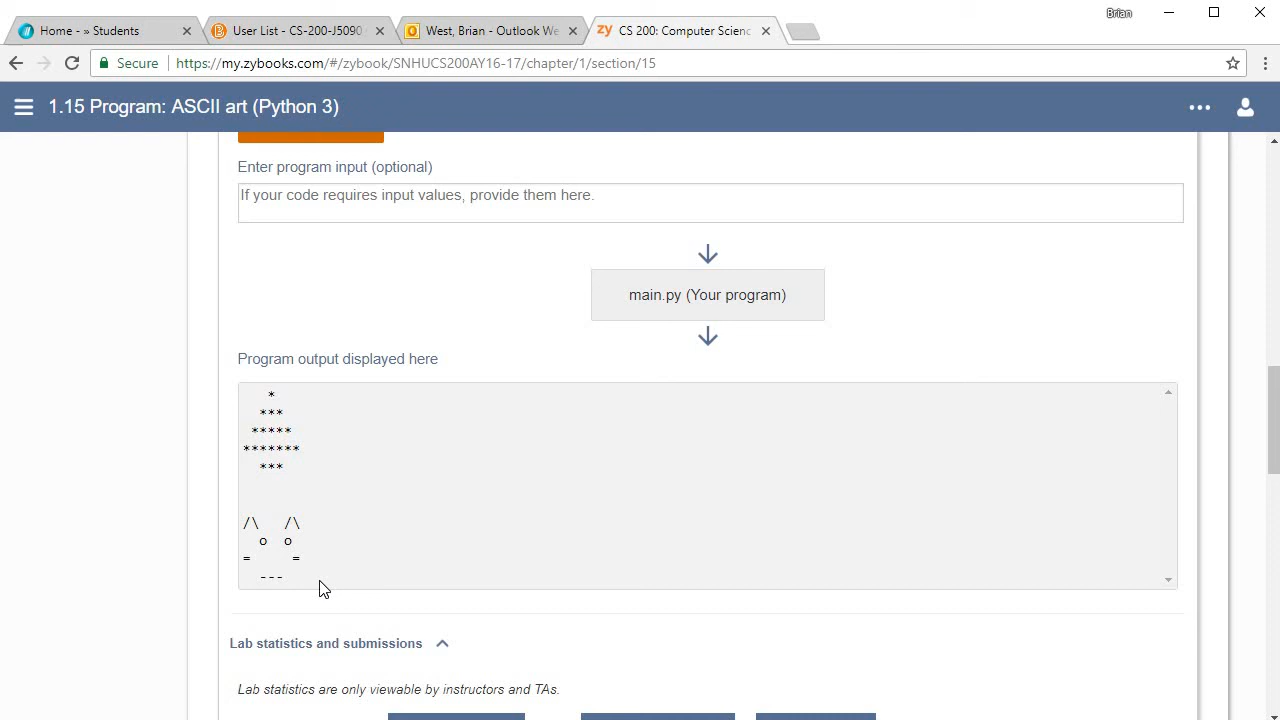 Brian
Home - » Students
User List - CS-200-J5090
West, Brian - Outlook We
zy CS 200: Computer Scienc
Secure https://my.zybooks.com/#/zybook/SNHUCS200AY16-17/chapter/1/section/15
1.15 Program: ASCII art (Python 3)
Enter program input (optional)
If your code requires input values, provide them here.
main.py (Your program)
Program output displayed here
   *
  ***
 *****
*******
  ***
/\   /\
  o o
=     =
  ---
Lab statistics and submissions
Lab statistics are only viewable by instructors and TAs.